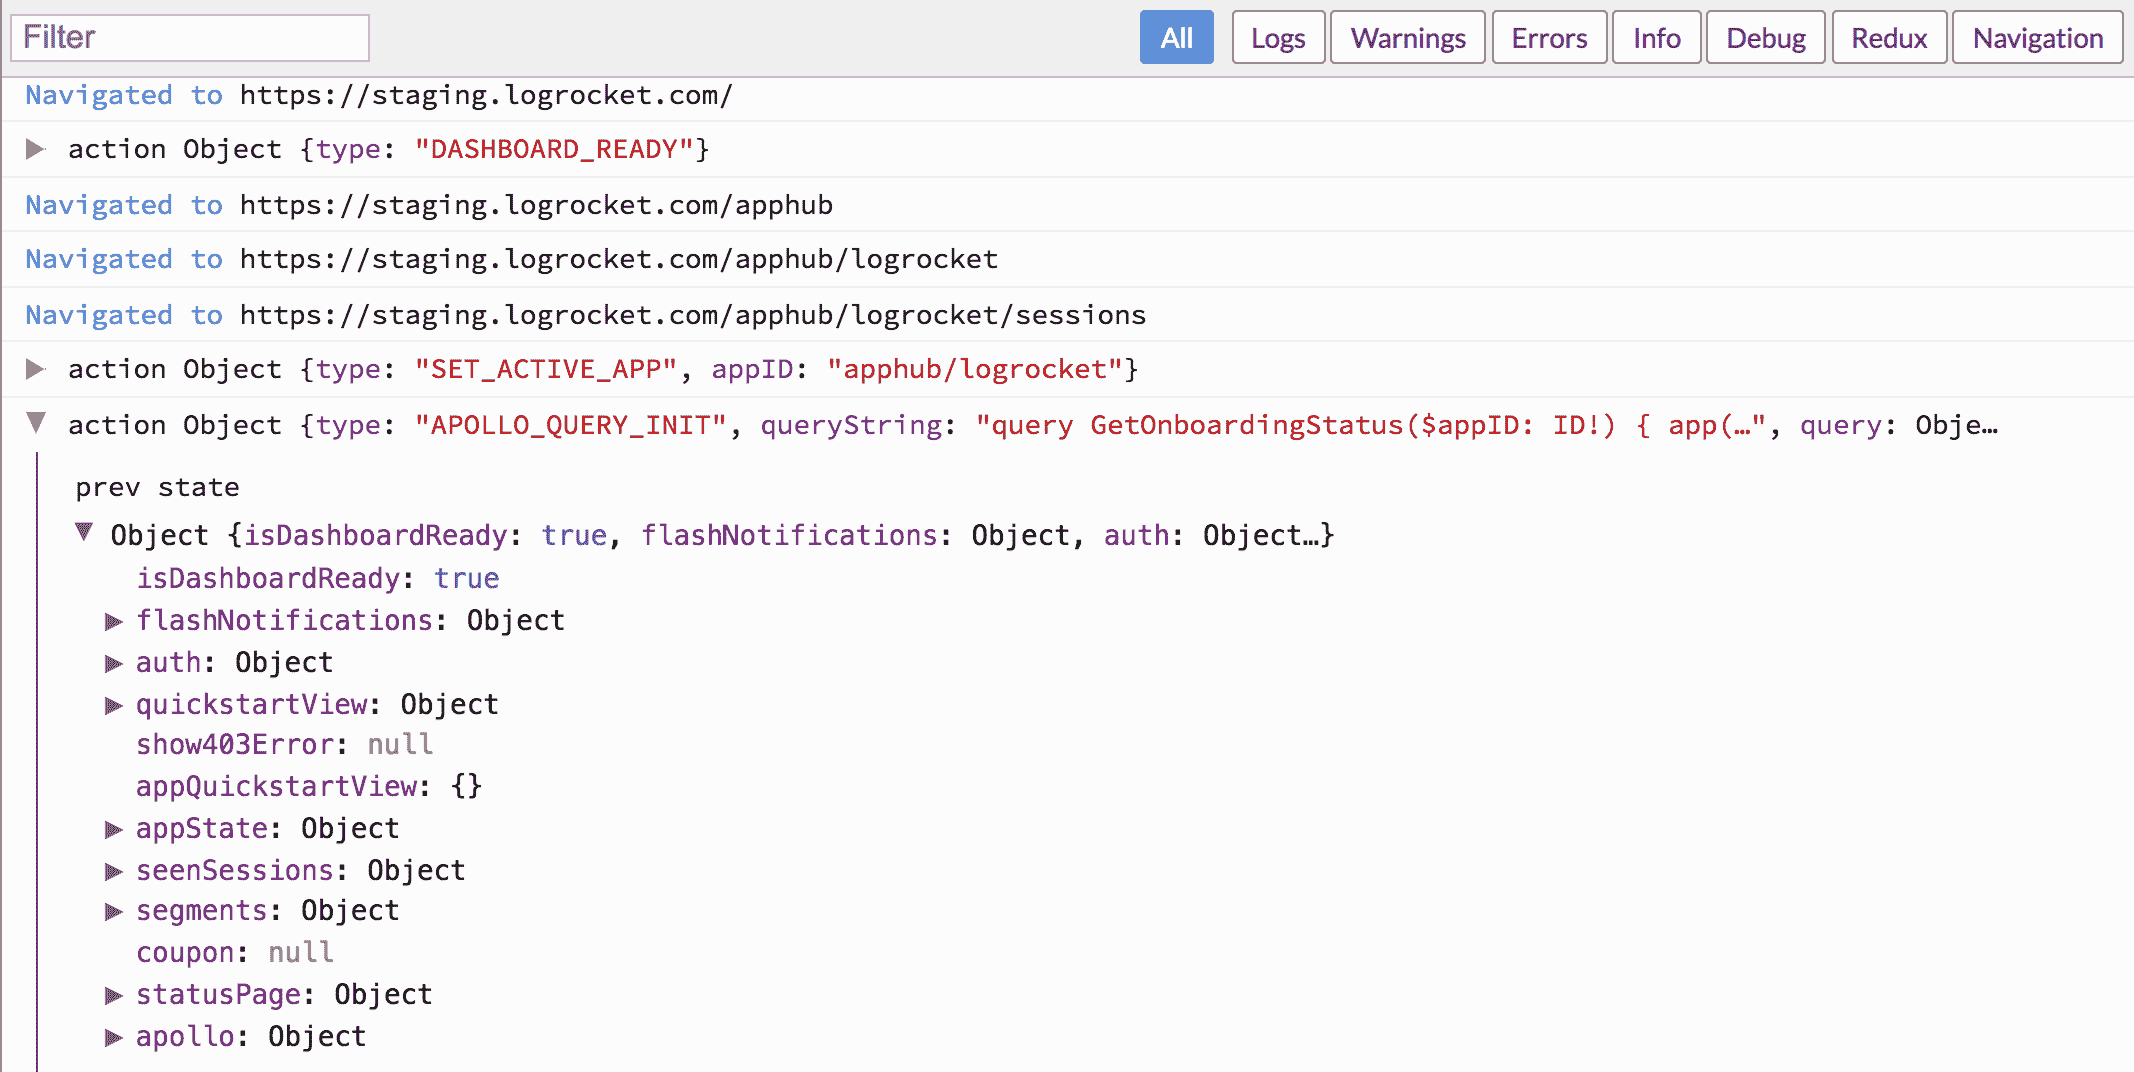 Filter All Logs Warnings Errors Info Debug Redux Navigation
Navigated to https://staging.logrocket.com/
action Object {type: "DASHBOARD_READY"}
Navigated to https://staging.logrocket.com/apphub
Navigated to https://staging.logrocket.com/apphub/logrocket
Navigated to https://staging.logrocket.com/apphub/logrocket/sessions
action Object {type: "SET_ACTIVE_APP", appID: "apphub/logrocket"}
action Object {type: "APOLLO_QUERY_INIT", queryString: "query GetOnboardingStatus($appID: ID!) { app(…", query: Obje…
prev state
Object {isDashboardReady: true, flashNotifications: Object, auth: Object…}
isDashboardReady: true
flashNotifications: Object
auth: Object
quickstartView: Object
show403Error: null
appQuickstartView: {}
appState: Object
seenSessions: Object
segments: Object
coupon: null
statusPage: Object
apollo: Object